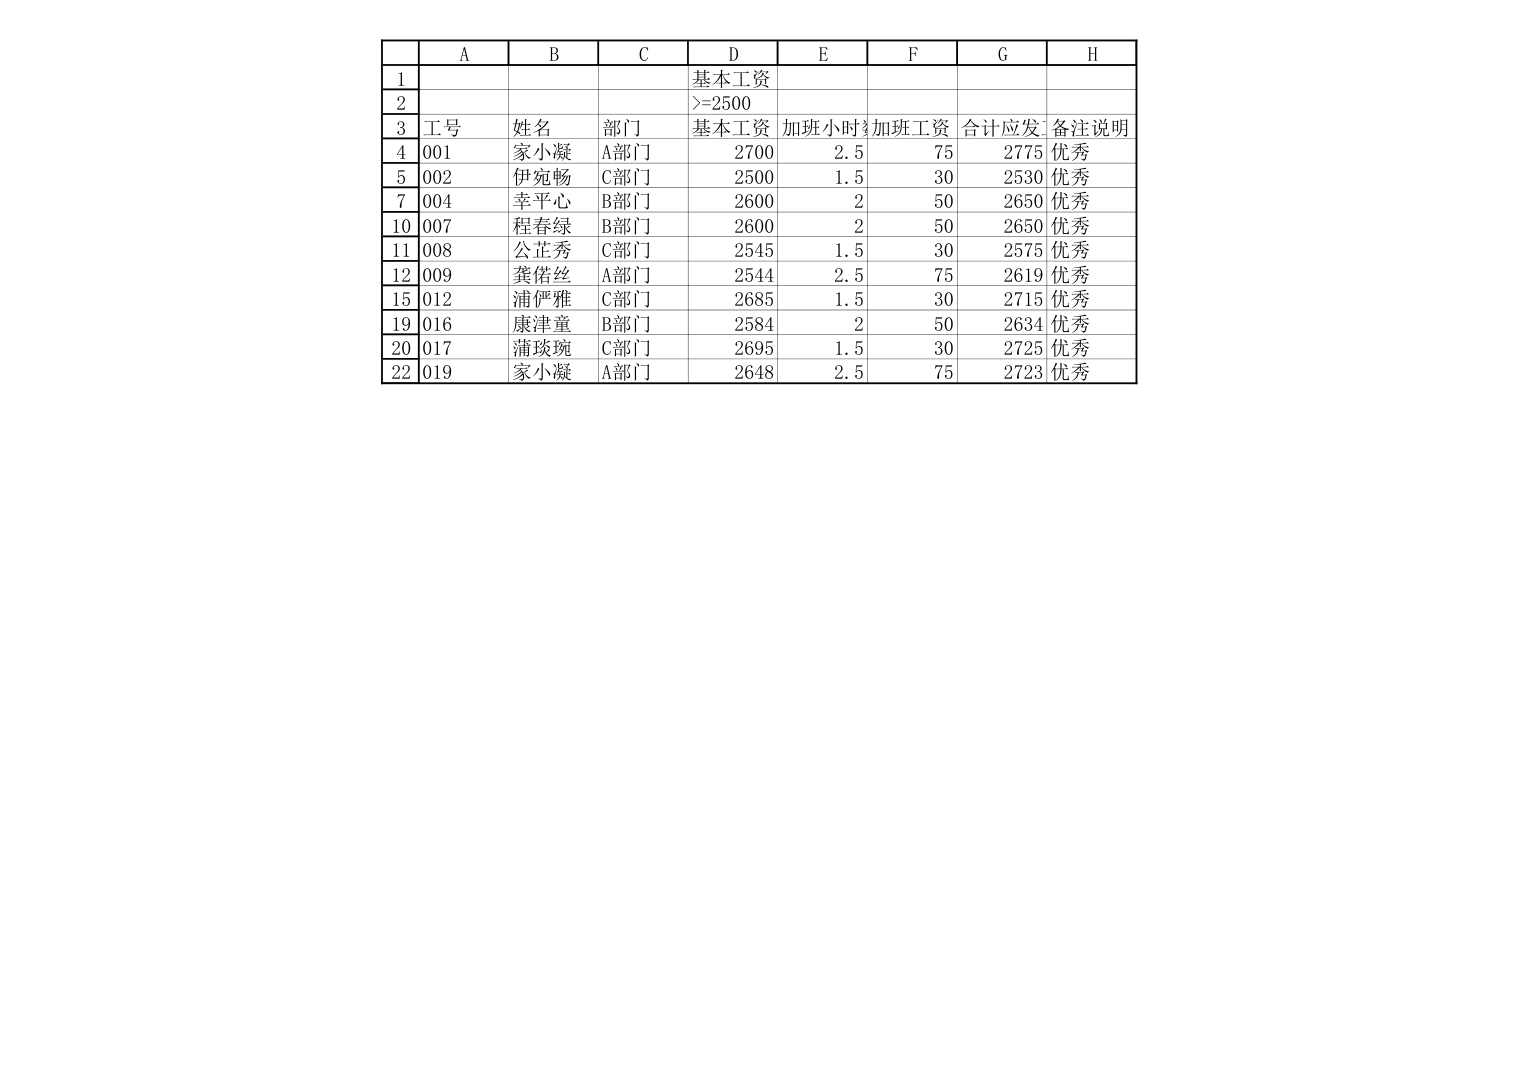 A B C D E F G H
1 基本工资
2 >=2500
3 工号 姓名 部门 基本工资 加班小时 加班工资 合计应发 备注说明
4 001 家小凝 A部门 2700 2.5 75 2775 优秀
5 002 伊宛畅 C部门 2500 1.5 30 2530 优秀
7 004 幸平心 B部门 2600 2 50 2650 优秀
10 007 程春绿 B部门 2600 2 50 2650 优秀
11 008 公芷秀 C部门 2545 1.5 30 2575 优秀
12 009 龚偌丝 A部门 2544 2.5 75 2619 优秀
15 012 浦俨雅 C部门 2685 1.5 30 2715 优秀
19 016 康津童 B部门 2584 2 50 2634 优秀
20 017 蒲琰琬 C部门 2695 1.5 30 2725 优秀
22 019 家小凝 A部门 2648 2.5 75 2723 优秀